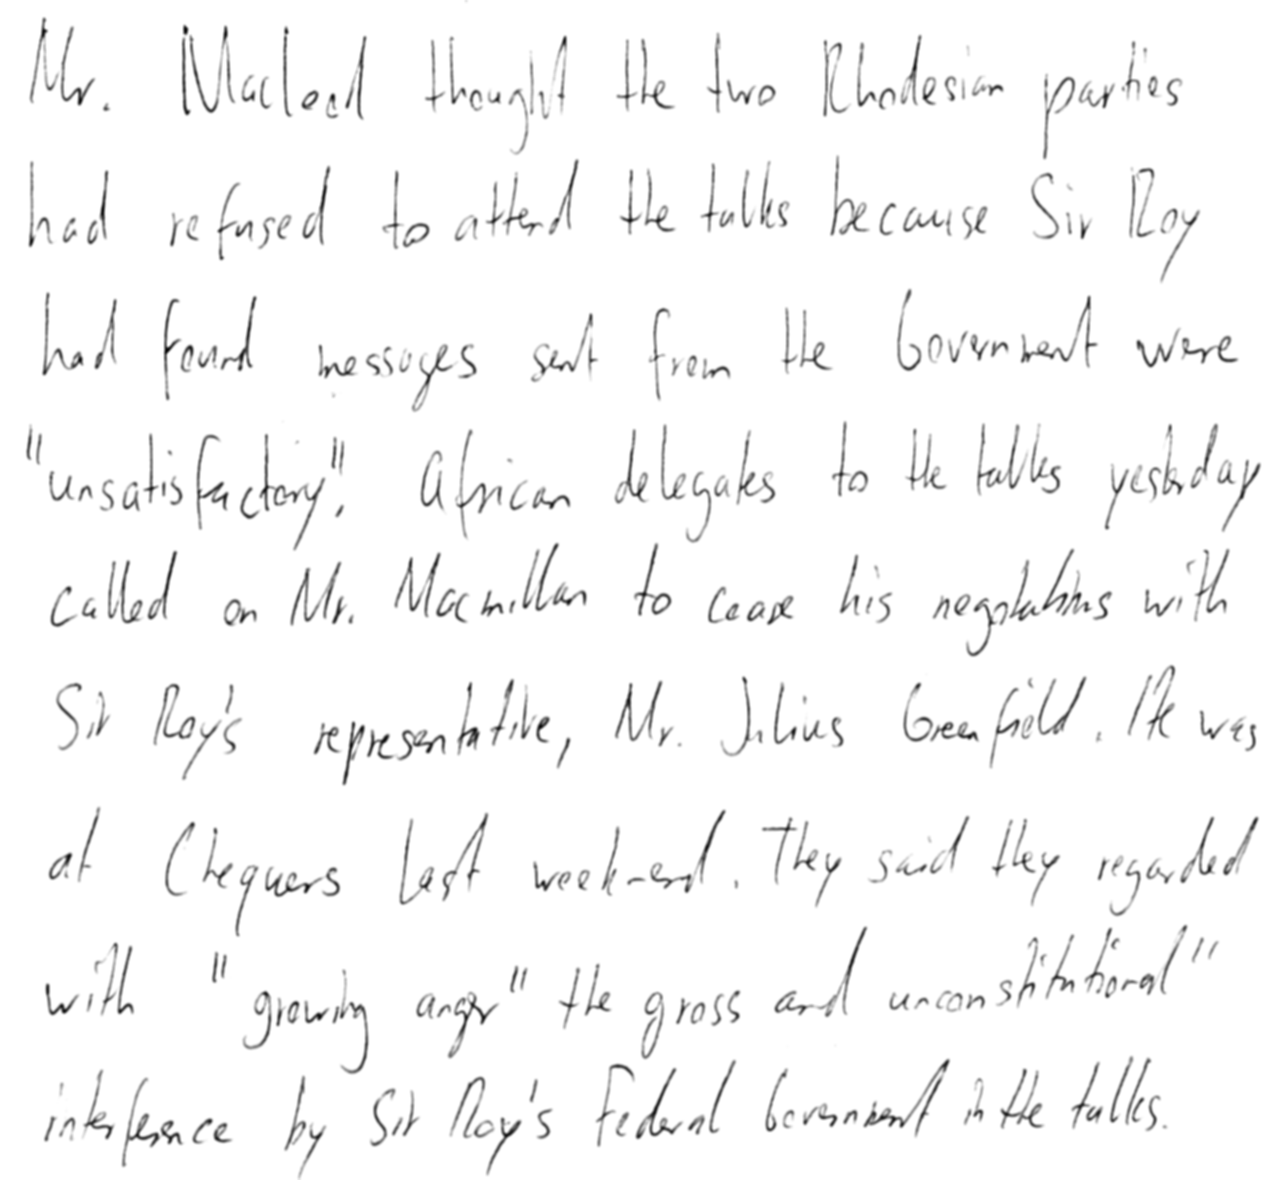 Mr. Macleod thought the two Rhodesian parties
had refused to attend the talks because Sir Roy
had found messages sent from the Government were
"unsatisfactory". African delegates to the talks yesterday
called on Mr. Macmillan to cease his negotiations with
Sir Roy's representative, Mr. Julius Greenfield. He was
at Chequers last week-end. They said they regarded
with "growing anger" the gross and unconstitutional"
interference by Sir Roy's Federal Government in the talks.